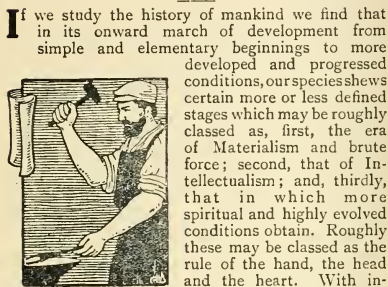 If we study the history of mankind we find that
in its onward march of development from
simple and elementary beginnings to more
developed and progressed
conditions, our species shews
certain more or less defined
stages which may be roughly
classed as, first, the era
of Materialism and brute
force; second, that of In-
tellectualism; and, thirdly,
that in which more
spiritual and highly evolved
conditions obtain. Roughly
these may be classed as the
rule of the hand, the head
and the heart. With in-